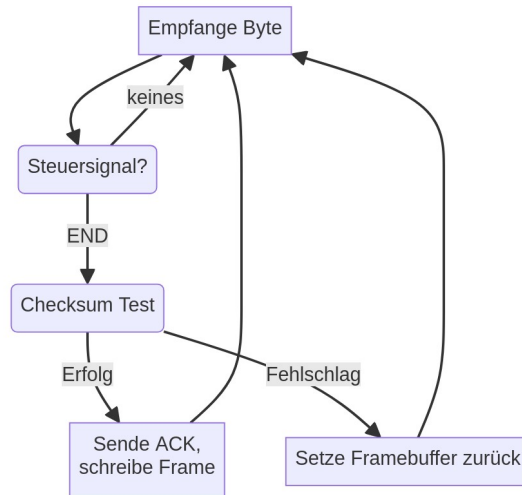 Empfange Byte
keines
Steuersignal?
END
Checksum Test
Erfolg
Fehlschlag
Sende ACK,
schreibe Frame
Setze Framebuffer zurück